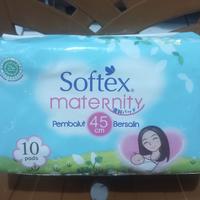 Softex
maternity
Pembalut 45 cm Bersalin
10
pads